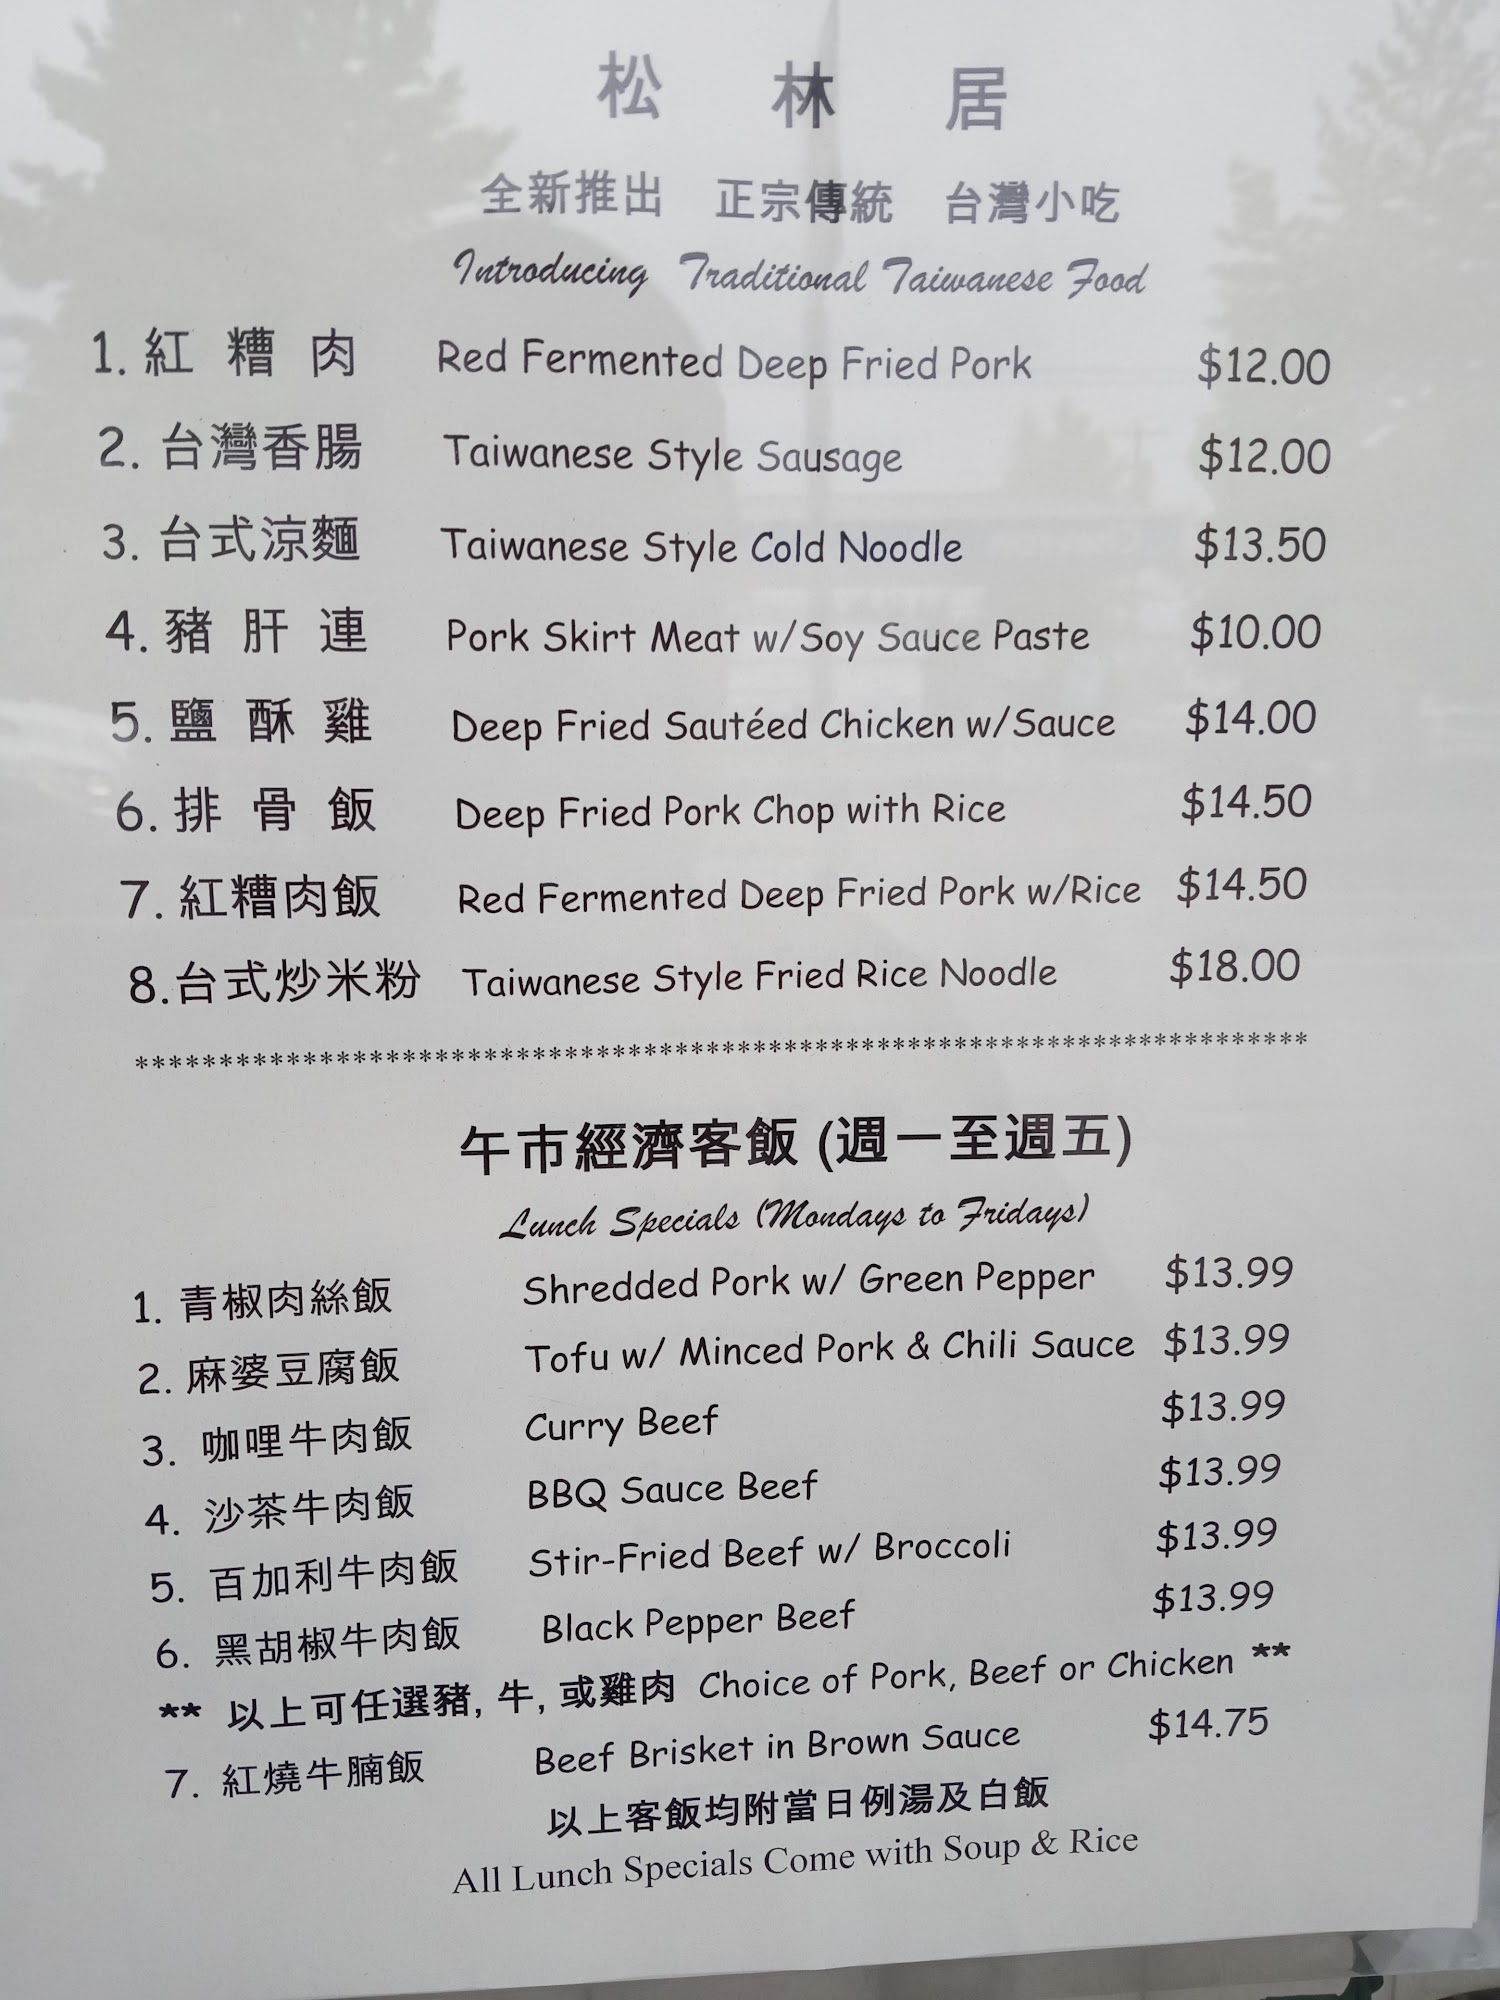 松林居
全新推出 正宗傳統 台灣小吃
Introducing Traditional Taiwanese Food
1. 紅糟肉 Red Fermented Deep Fried Pork $12.00
2. 台灣香腸 Taiwanese Style Sausage $12.00
3. 台式涼麵 Taiwanese Style Cold Noodle $13.50
4. 豬肝連 Pork Skirt Meat w/Soy Sauce Paste $10.00
5. 鹽酥雞 Deep Fried Sautéed Chicken w/Sauce $14.00
6. 排骨飯 Deep Fried Pork Chop with Rice $14.50
7. 紅糟肉飯 Red Fermented Deep Fried Pork w/Rice $14.50
8.台式炒米粉 Taiwanese Style Fried Rice Noodle $18.00
**********************************************************************
午市經濟客飯 (週一至週五)
Lunch Specials (Mondays to Fridays)
1. 青椒肉絲飯 Shredded Pork w/ Green Pepper $13.99
2. 麻婆豆腐飯 Tofu w/ Minced Pork & Chili Sauce $13.99
3. 咖哩牛肉飯 Curry Beef $13.99
4. 沙茶牛肉飯 BBQ Sauce Beef $13.99
5. 百加利牛肉飯 Stir-Fried Beef w/ Broccoli $13.99
6. 黑胡椒牛肉飯 Black Pepper Beef $13.99
** 以上可任選豬, 牛, 或雞肉 Choice of Pork, Beef or Chicken **
7. 紅燒牛腩飯 Beef Brisket in Brown Sauce $14.75
以上客飯均附當日例湯及白飯
All Lunch Specials Come with Soup & Rice